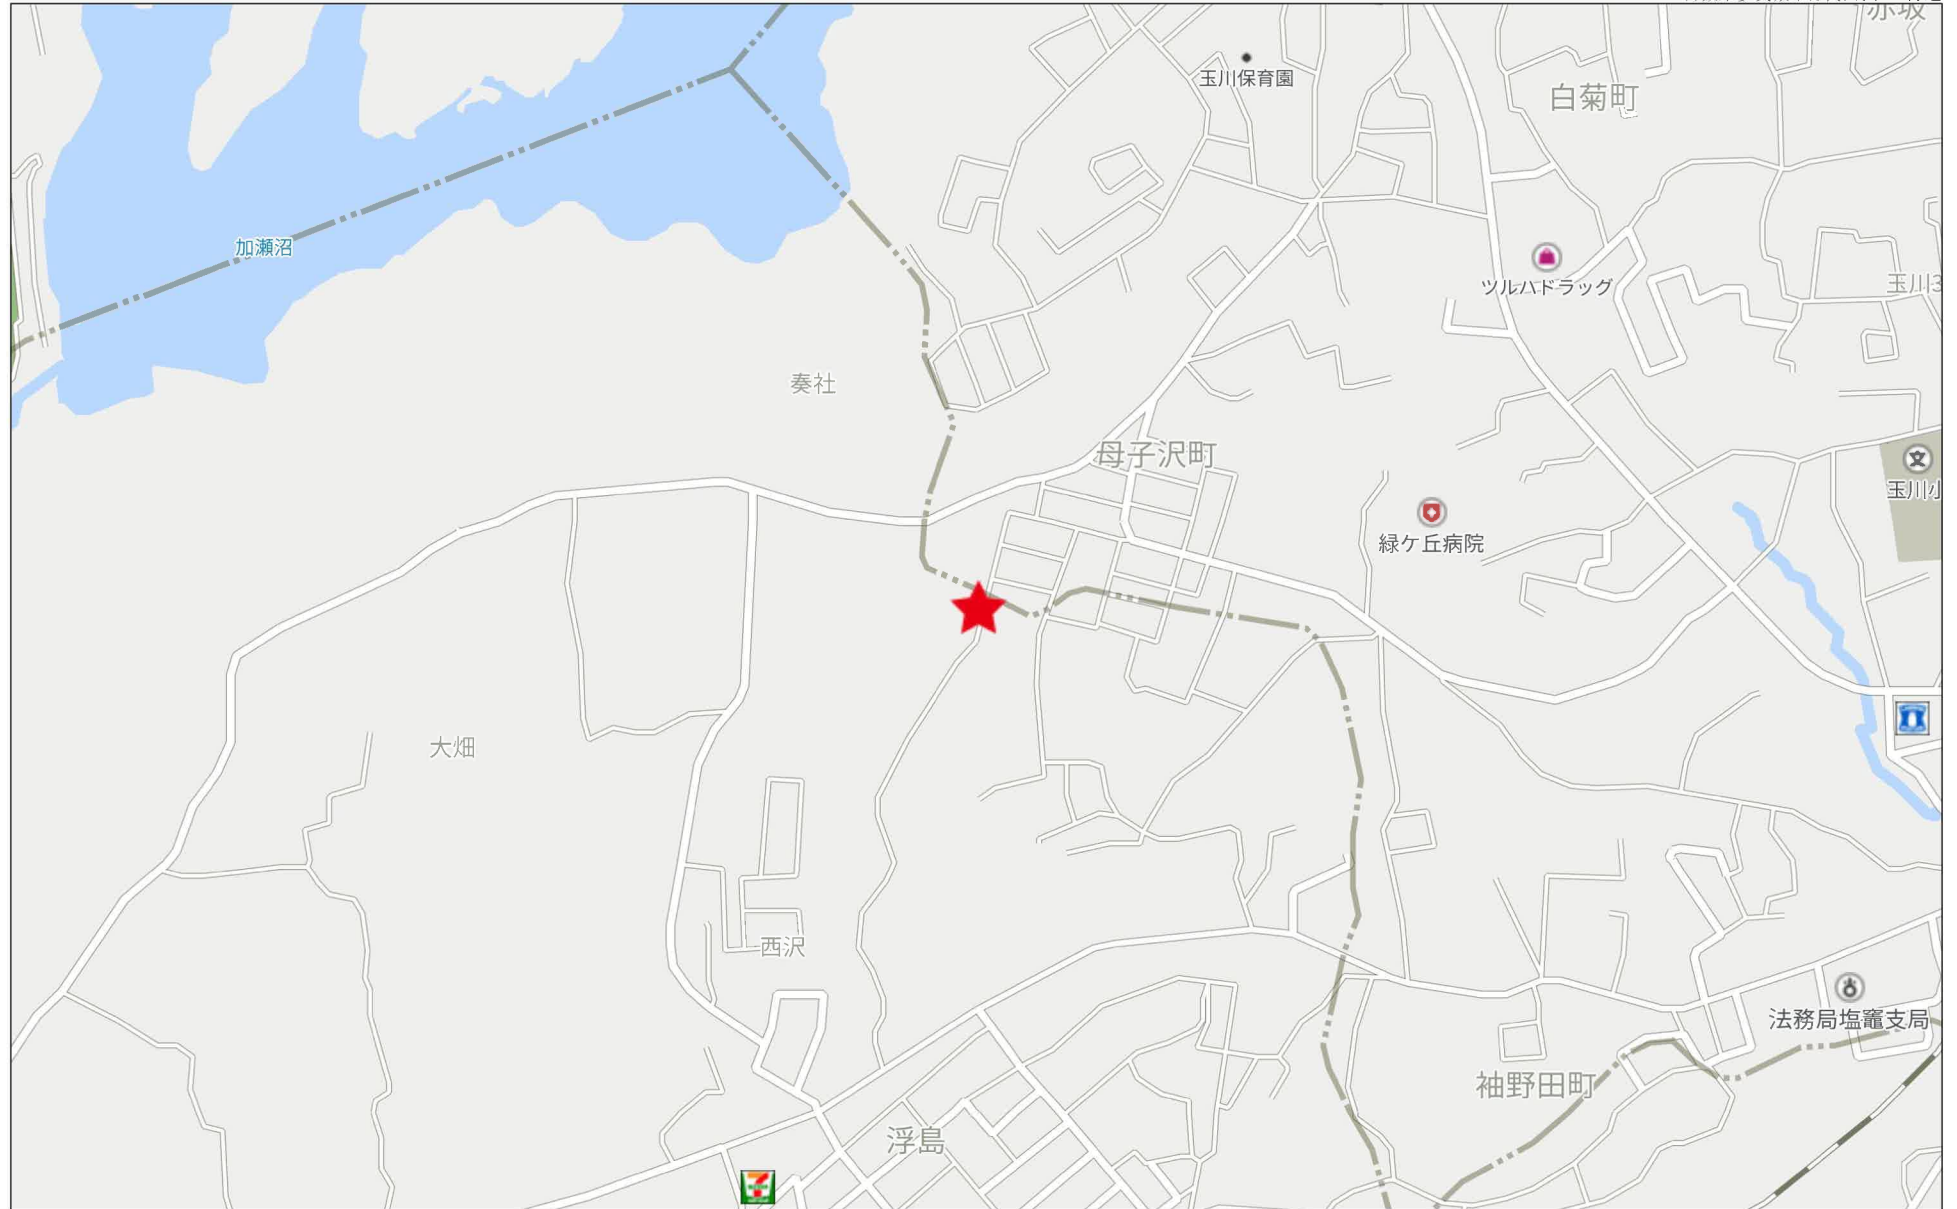 赤坂
玉川保育園
白菊町
加瀬沼
ツルハドラッグ
玉川3
奏社
母子沢町
玉川小
緑ケ丘病院
大畑
西沢
法務局塩竈支局
袖野田町
浮島